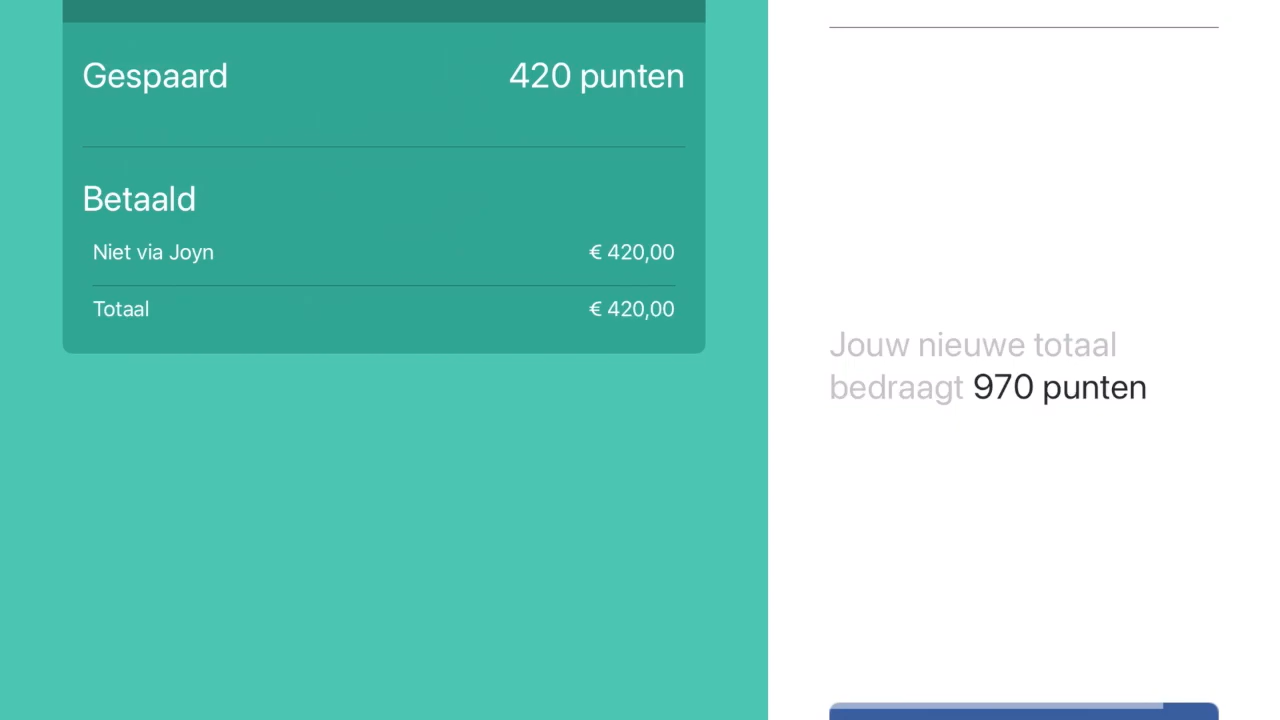 Gespaard 420 punten
Betaald
Niet via Joyn € 420,00
Totaal € 420,00
Jouw nieuwe totaal
bedraagt 970 punten